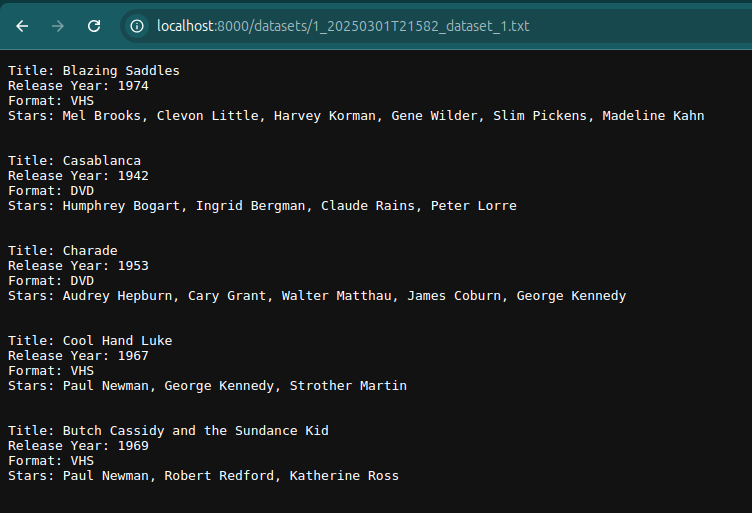 localhost:8000/datasets/1_20250301T21582_dataset_1.txt
Title: Blazing Saddles
Release Year: 1974
Format: VHS
Stars: Mel Brooks, Clevon Little, Harvey Korman, Gene Wilder, Slim Pickens, Madeline Kahn
Title: Casablanca
Release Year: 1942
Format: DVD
Stars: Humphrey Bogart, Ingrid Bergman, Claude Rains, Peter Lorre
Title: Charade
Release Year: 1953
Format: DVD
Stars: Audrey Hepburn, Cary Grant, Walter Matthau, James Coburn, George Kennedy
Title: Cool Hand Luke
Release Year: 1967
Format: VHS
Stars: Paul Newman, George Kennedy, Strother Martin
Title: Butch Cassidy and the Sundance Kid
Release Year: 1969
Format: VHS
Stars: Paul Newman, Robert Redford, Katherine Ross